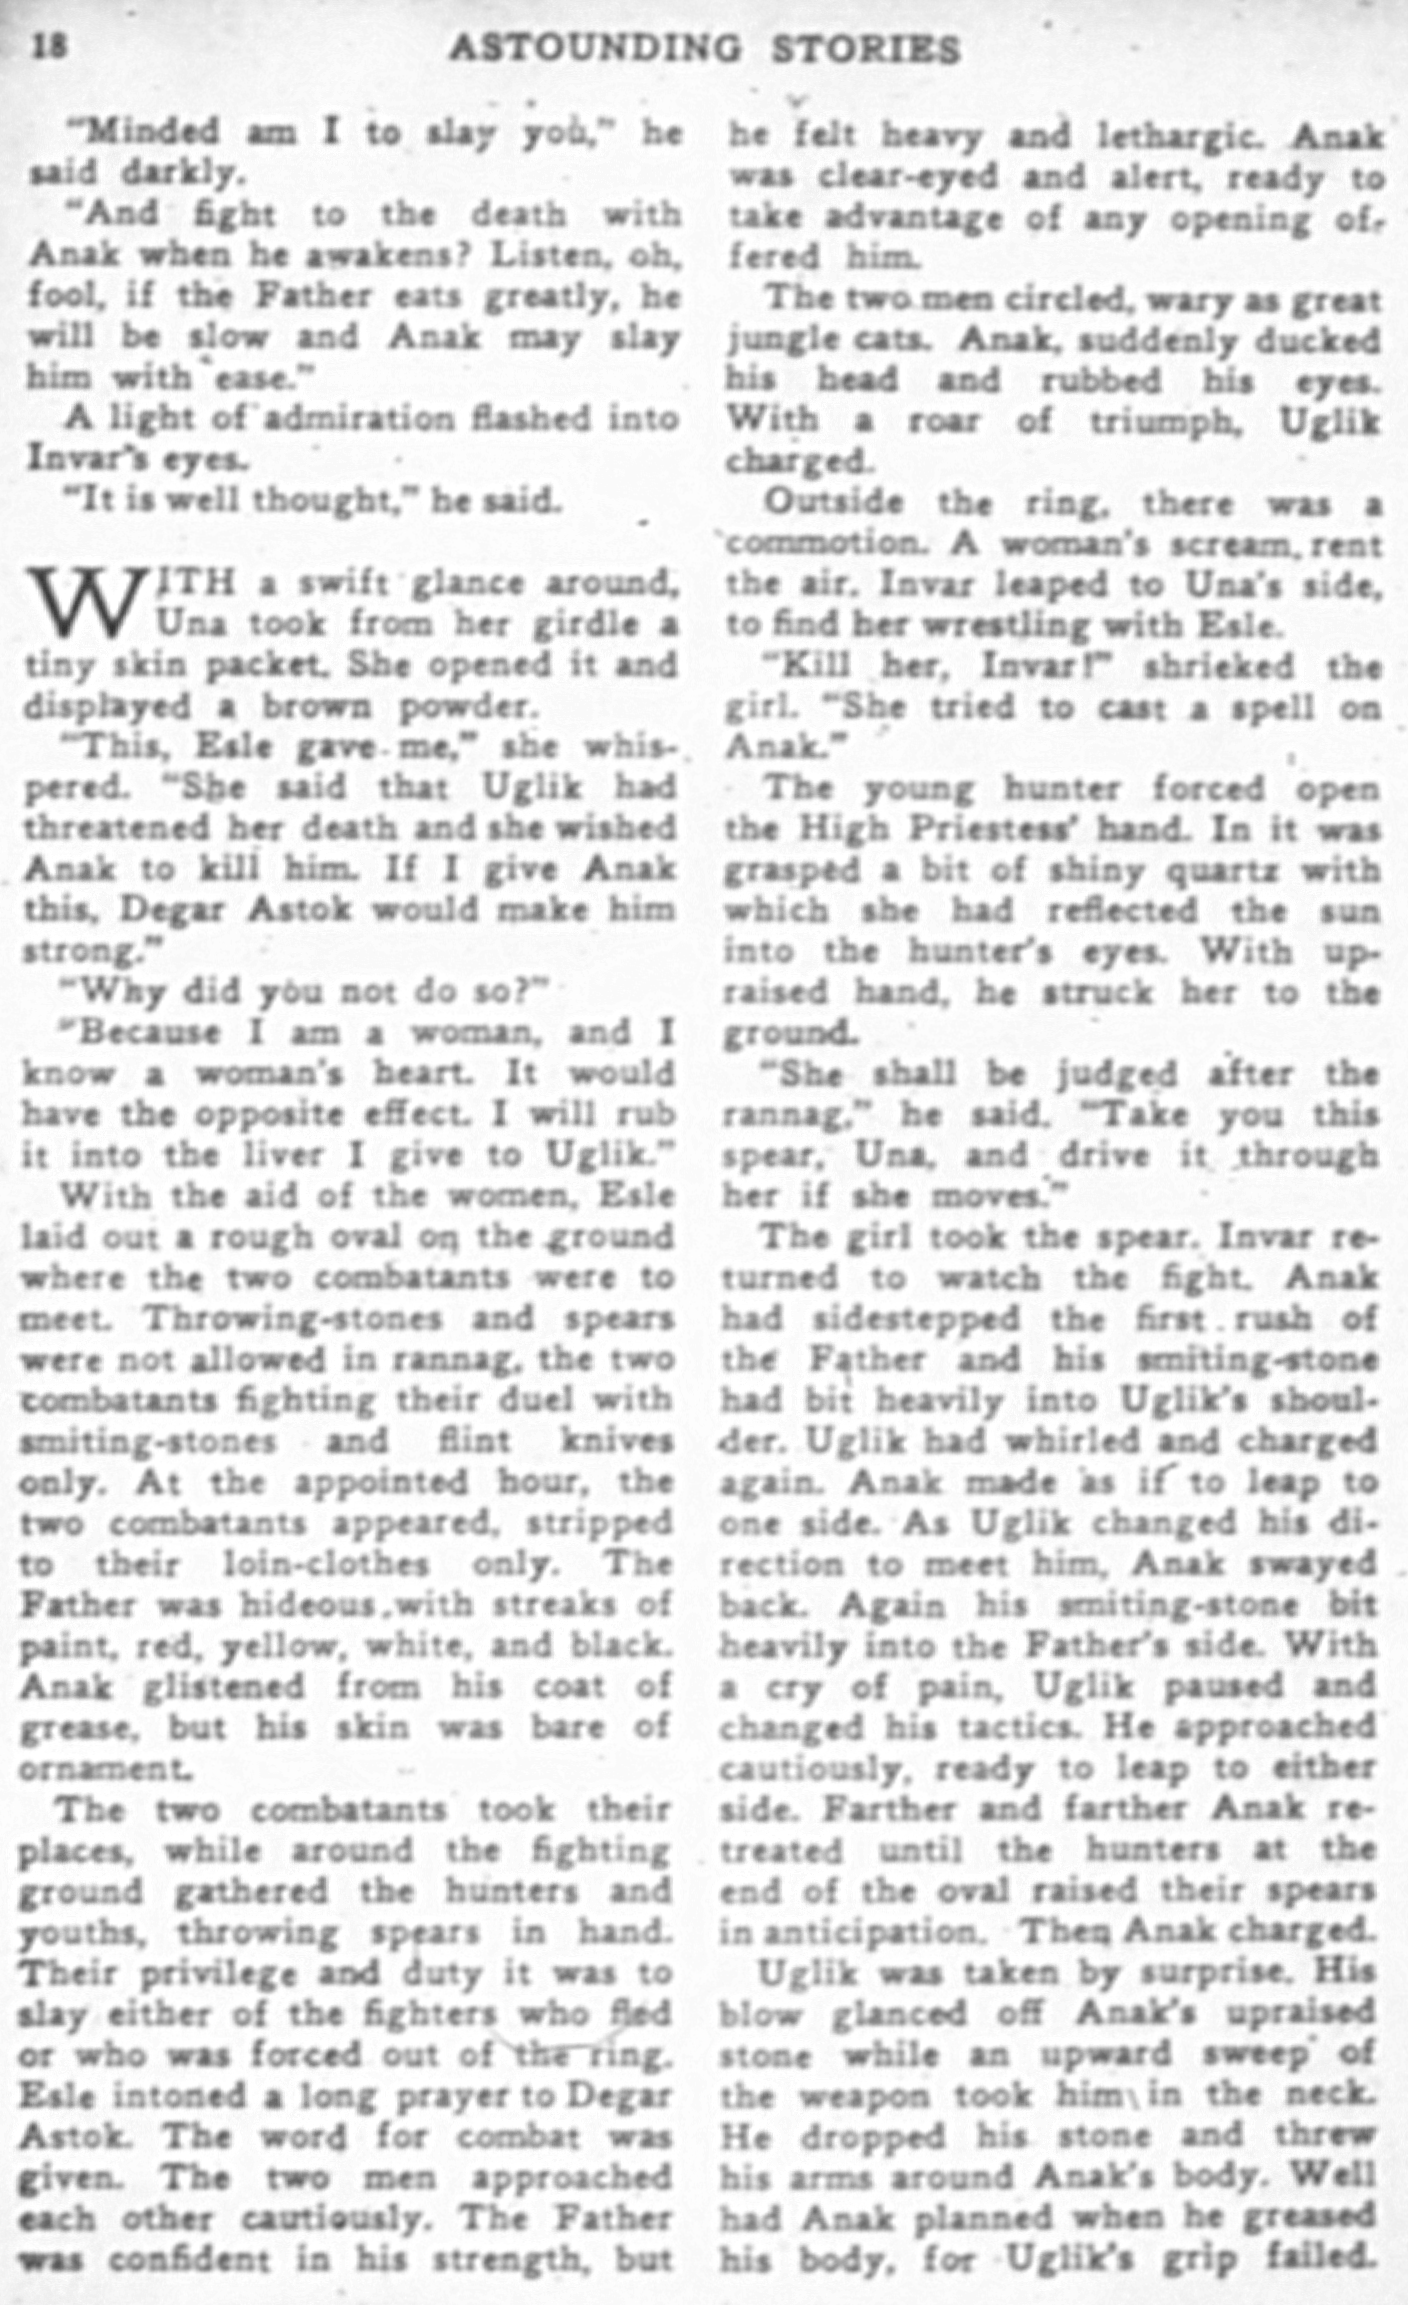 18
ASTOUNDING STORIES
"Minded am I to slay you," he
said darkly.
"And fight to the death with
Anak when he awakens? Listen, oh,
fool, if the Father eats greatly, he
will be slow and Anak may slay
him with ease."
A light of admiration flashed into
Invar's eyes.
"It is well thought," he said.
WITH a swift glance around,
Una took from her girdle a
tiny skin packet. She opened it and
displayed a brown powder.
"This, Esle gave me," she whis-
pered. "She said that Uglik had
threatened her death and she wished
Anak to kill him. If I give Anak
this, Degar Astok would make him
strong."
"Why did you not do so?"
"Because I am a woman, and I
know a woman's heart. It would
have the opposite effect. I will rub
it into the liver I give to Uglik."
With the aid of the women, Esle
laid out a rough oval on the ground
where the two combatants were to
meet. Throwing-stones and spears
were not allowed in rannag, the two
combatants fighting their duel with
smiting-stones and flint knives
only. At the appointed hour, the
two combatants appeared, stripped
to their loin-clothes only. The
Father was hideous with streaks of
paint, red, yellow, white, and black.
Anak glistened from his coat of
grease, but his skin was bare of
ornament.
The two combatants took their
places, while around the fighting
ground gathered the hunters and
youths, throwing spears in hand.
Their privilege and duty it was to
slay either of the fighters who fled
or who was forced out of the ring.
Esle intoned a long prayer to Degar
Astok. The word for combat was
given. The two men approached
each other cautiously. The Father
was confident in his strength, but
he felt heavy and lethargic. Anak
was clear-eyed and alert, ready to
take advantage of any opening of-
fered him.
The two men circled, wary as great
jungle cats. Anak, suddenly ducked
his head and rubbed his eyes.
With a roar of triumph, Uglik
charged.
Outside the ring, there was a
commotion. A woman's scream rent
the air. Invar leaped to Una's side,
to find her wrestling with Esle.
"Kill her, Invar!" shrieked the
girl. "She tried to cast a spell on
Anak."
The young hunter forced open
the High Priestess' hand. In it was
grasped a bit of shiny quartz with
which she had reflected the sun
into the hunter's eyes. With up-
raised hand, he struck her to the
ground.
"She shall be judged after the
rannag," he said. "Take you this
spear, Una, and drive it through
her if she moves."
The girl took the spear. Invar re-
turned to watch the fight. Anak
had sidestepped the first rush of
the Father and his smiting-stone
had bit heavily into Uglik's shoul-
der. Uglik had whirled and charged
again. Anak made as if to leap to
one side. As Uglik changed his di-
rection to meet him, Anak swayed
back. Again his smiting-stone bit
heavily into the Father's side. With
a cry of pain, Uglik paused and
changed his tactics. He approached
cautiously, ready to leap to either
side. Farther and farther Anak re-
treated until the hunters at the
end of the oval raised their spears
in anticipation. Then Anak charged.
Uglik was taken by surprise. His
blow glanced off Anak's upraised
stone while an upward sweep of
the weapon took him in the neck.
He dropped his stone and threw
his arms around Anak's body. Well
had Anak planned when he greased
his body, for Uglik's grip failed.